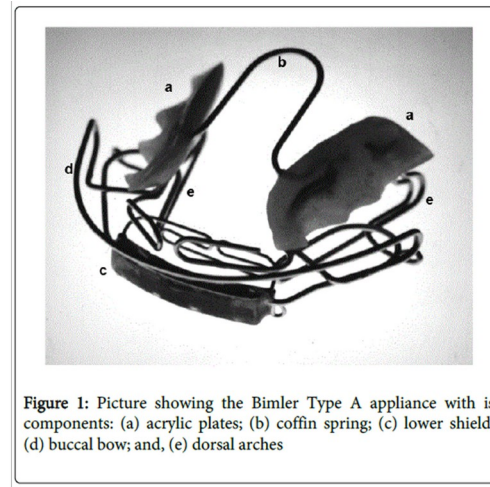 b
a
a
d
e
e
c
Figure 1: Picture showing the Bimler Type A appliance with is
components: (a) acrylic plates; (b) coffin spring; (c) lower shield
(d) buccal bow; and, (e) dorsal arches